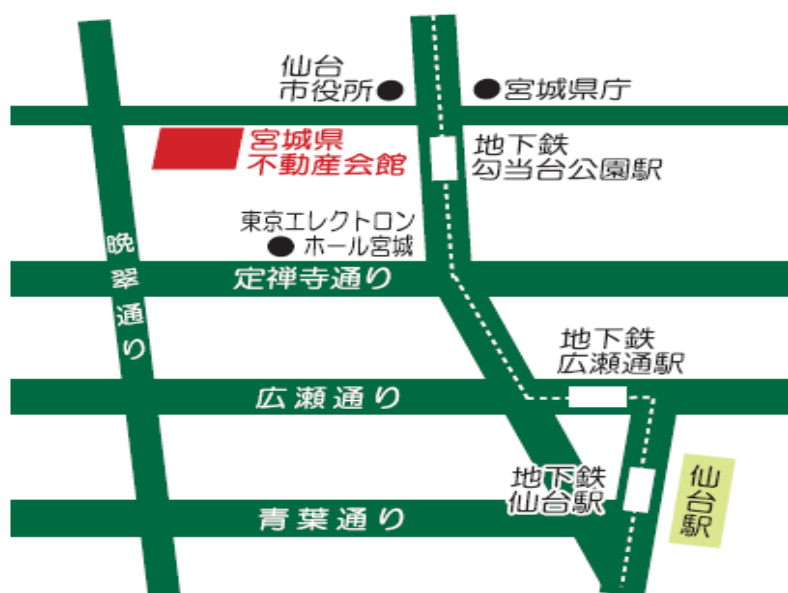 仙台
市役所
宮城県庁
宮城県
不動産会館
地下鉄
勾当台公園駅
東京エレクトロン
ホール宮城
晩翠通り
定禅寺通り
地下鉄
広瀬通駅
広瀬通り
地下鉄
仙台駅
仙台駅
青葉通り